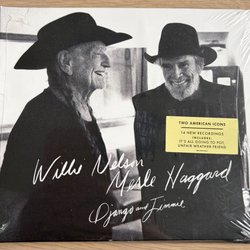 Willie Nelson
Merle Haggard
Django and Jimmie
TWO AMERICAN ICONS
14 NEW RECORDINGS
INCLUDES:
IT'S ALL GOING TO POT,
UNFAIR WEATHER FRIEND